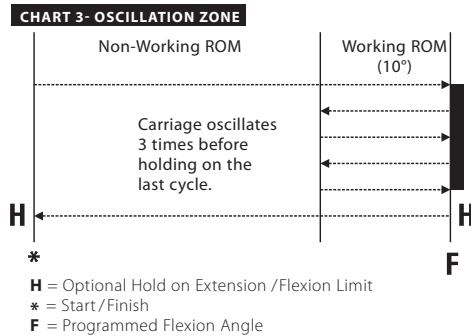 CHART 3- OSCILLATION ZONE
Non-Working ROM
Working ROM
(10°)
Carriage oscillates
3 times before
holding on the
last cycle.
H
H
*
F
H = Optional Hold on Extension /Flexion Limit
* = Start/Finish
F = Programmed Flexion Angle